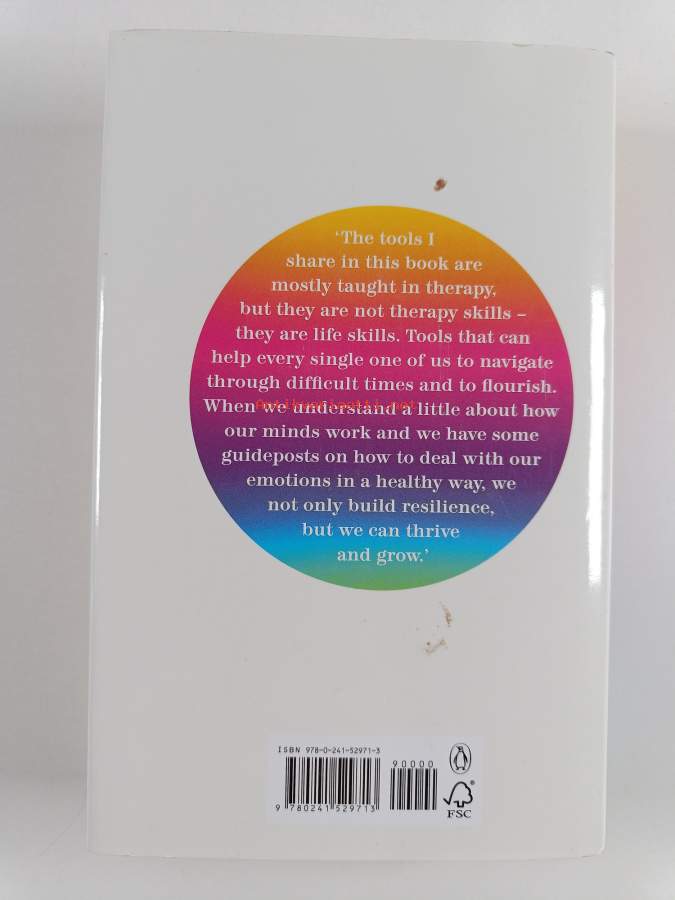 ‘The tools I
share in this book are
mostly taught in therapy,
but they are not therapy skills –
they are life skills. Tools that can
help every single one of us to navigate
through difficult times and to flourish.
When we understand a little about how
Antikvariaatti.net
our minds work and we have some
guideposts on how to deal with our
emotions in a healthy way, we
not only build resilience,
but we can thrive
and grow.’
ISBN 978-0-241-52971-3
90000
9 780241 529713
FSC